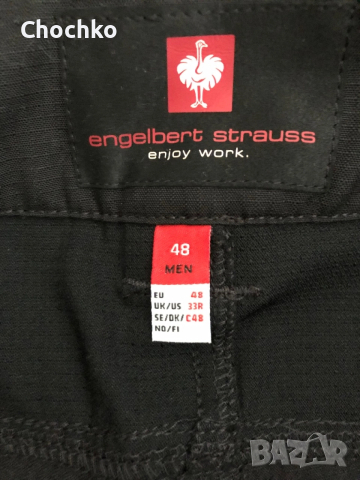 Chochko
engelbert strauss
enjoy work.
48
MEN
EU 48
UK/US 33R
SE/DK/ C48
NO/FI
BAZAR